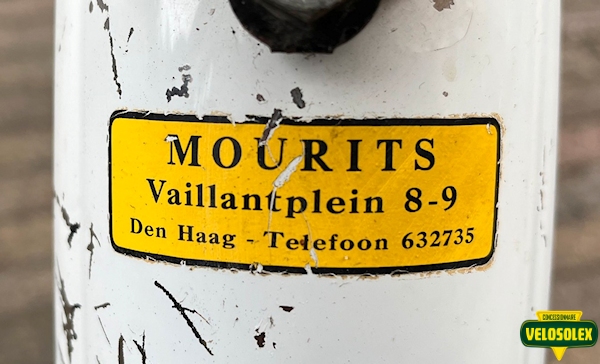 MOURITS
Vaillantplein 8-9
Den Haag - Telefoon 632735
CONCESSIONNAIRE
VELOSOLEX